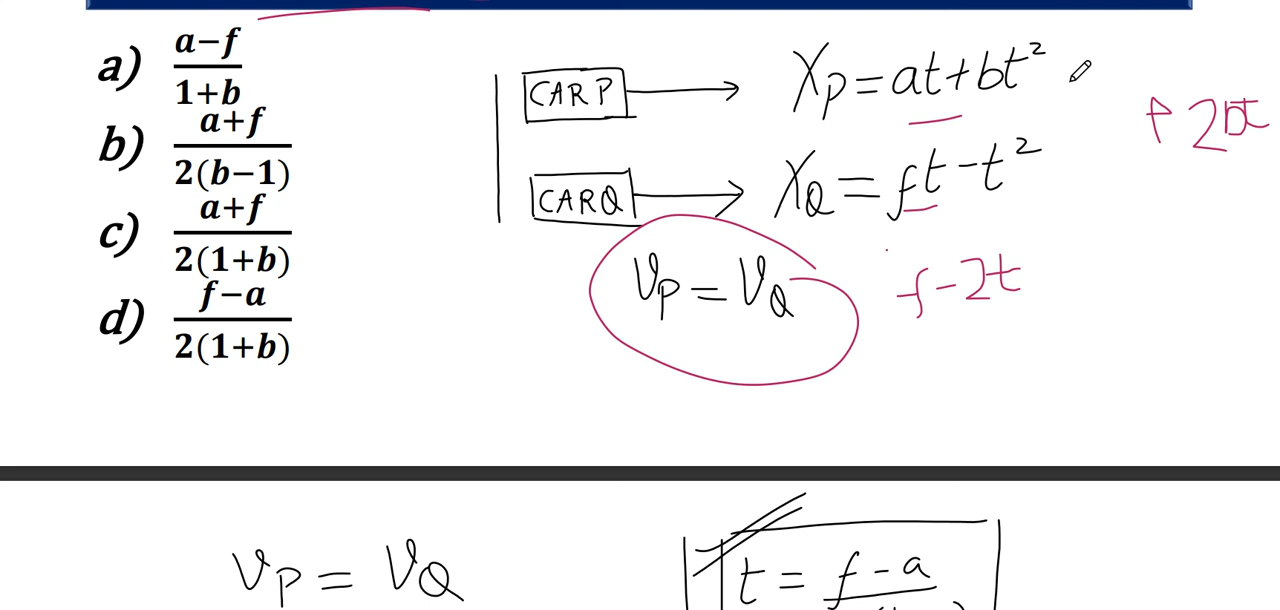 a) a−f / 1+b
b) a+f / 2(b−1)
c) a+f / 2(1+b)
d) f−a / 2(1+b)
CAR P → XP = at + bt²
2bt
CAR Q → XQ = ft − t²
VP = VQ
f − 2t
VP = VQ
t = f − a